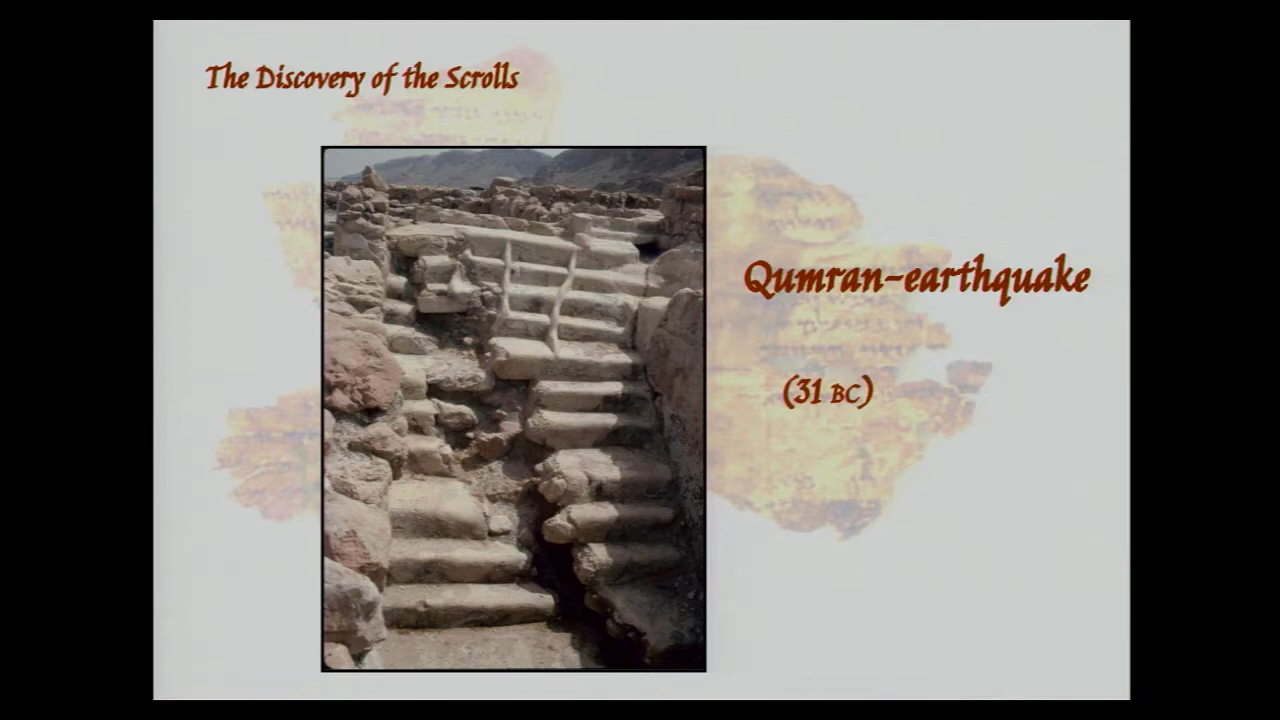 The Discovery of the Scrolls
Qumran-earthquake
(31 BC)